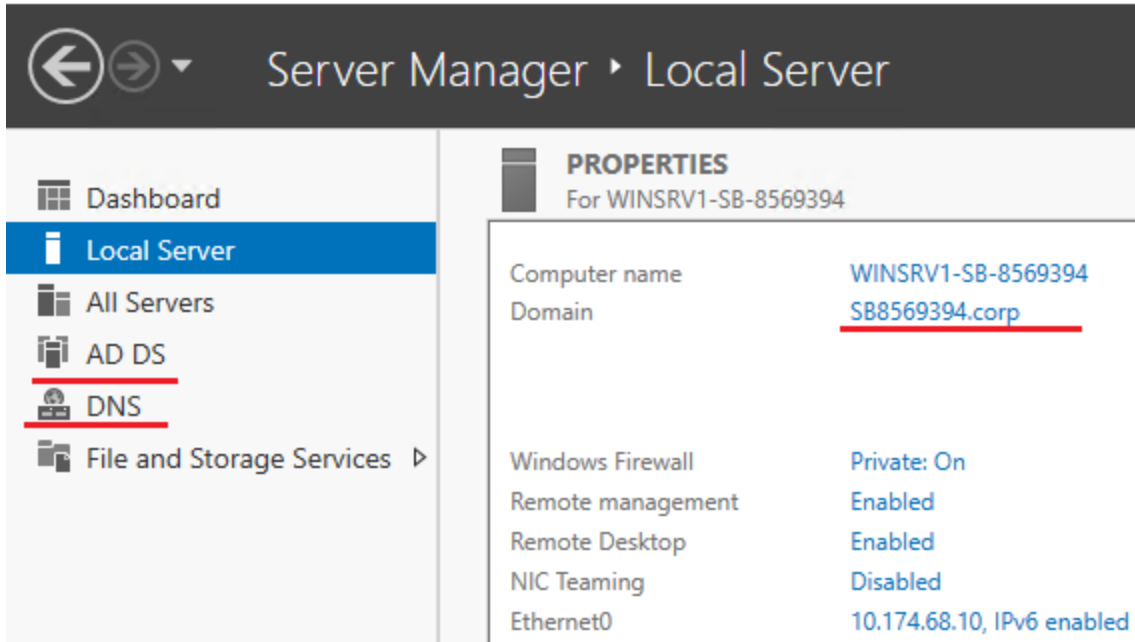 Server Manager ‣ Local Server
Dashboard
Local Server
All Servers
AD DS
DNS
File and Storage Services
PROPERTIES
For WINSRV1-SB-8569394
Computer name WINSRV1-SB-8569394
Domain SB8569394.corp
Windows Firewall Private: On
Remote management Enabled
Remote Desktop Enabled
NIC Teaming Disabled
Ethernet0 10.174.68.10, IPv6 enabled